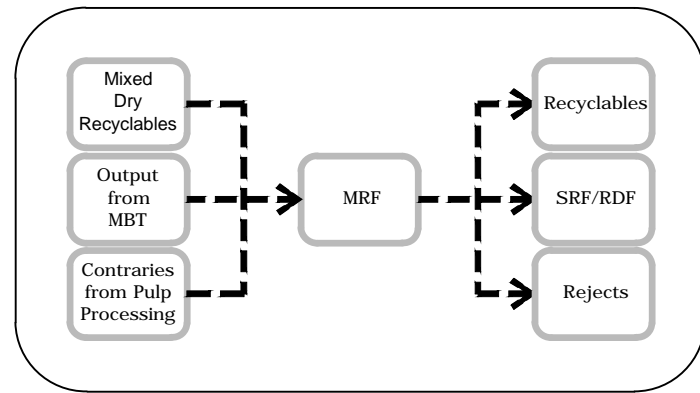 Mixed
Dry
Recyclables
Output
from
MBT
Contraries
from Pulp
Processing
MRF
Recyclables
SRF/RDF
Rejects